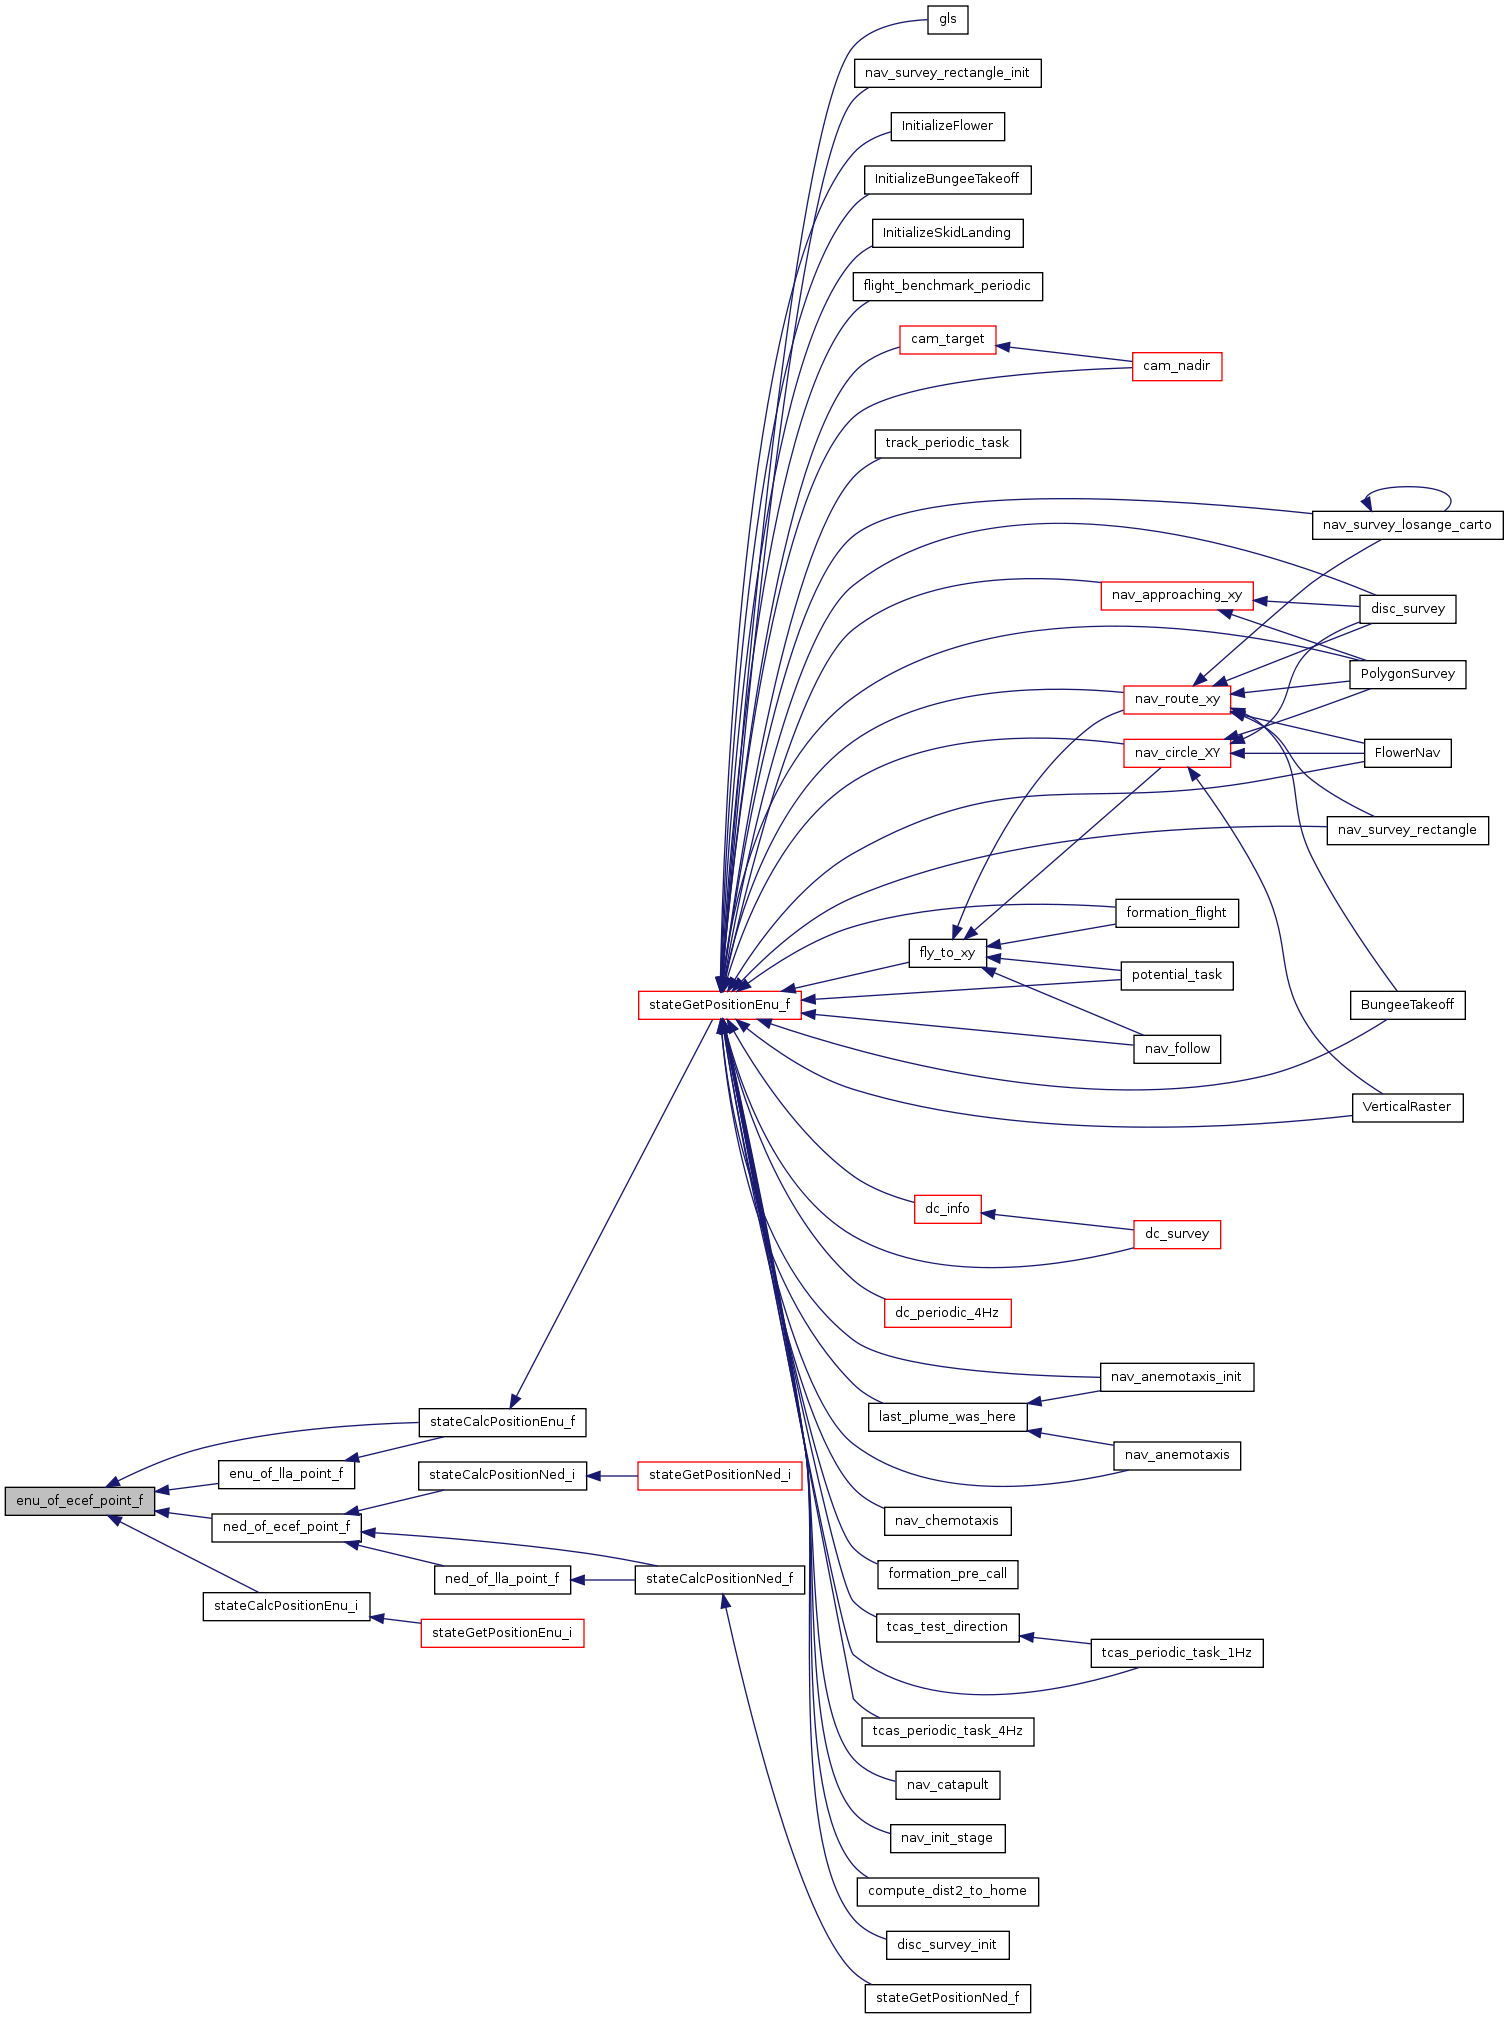 gls
nav_survey_rectangle_init
InitializeFlower
InitializeBungeeTakeoff
InitializeSkidLanding
flight_benchmark_periodic
cam_target
cam_nadir
track_periodic_task
nav_survey_losange_carto
nav_approaching_xy
disc_survey
PolygonSurvey
nav_route_xy
nav_circle_XY
FlowerNav
nav_survey_rectangle
formation_flight
fly_to_xy
potential_task
stateGetPositionEnu_f
BungeeTakeoff
nav_follow
VerticalRaster
dc_info
dc_survey
dc_periodic_4Hz
nav_anemotaxis_init
last_plume_was_here
stateCalcPositionEnu_f
nav_anemotaxis
enu_of_lla_point_f
stateCalcPositionNed_i
stateGetPositionNed_i
enu_of_ecef_point_f
nav_chemotaxis
ned_of_ecef_point_f
formation_pre_call
ned_of_lla_point_f
stateCalcPositionNed_f
stateCalcPositionEnu_i
tcas_test_direction
stateGetPositionEnu_i
tcas_periodic_task_1Hz
tcas_periodic_task_4Hz
nav_catapult
nav_init_stage
compute_dist2_to_home
disc_survey_init
stateGetPositionNed_f